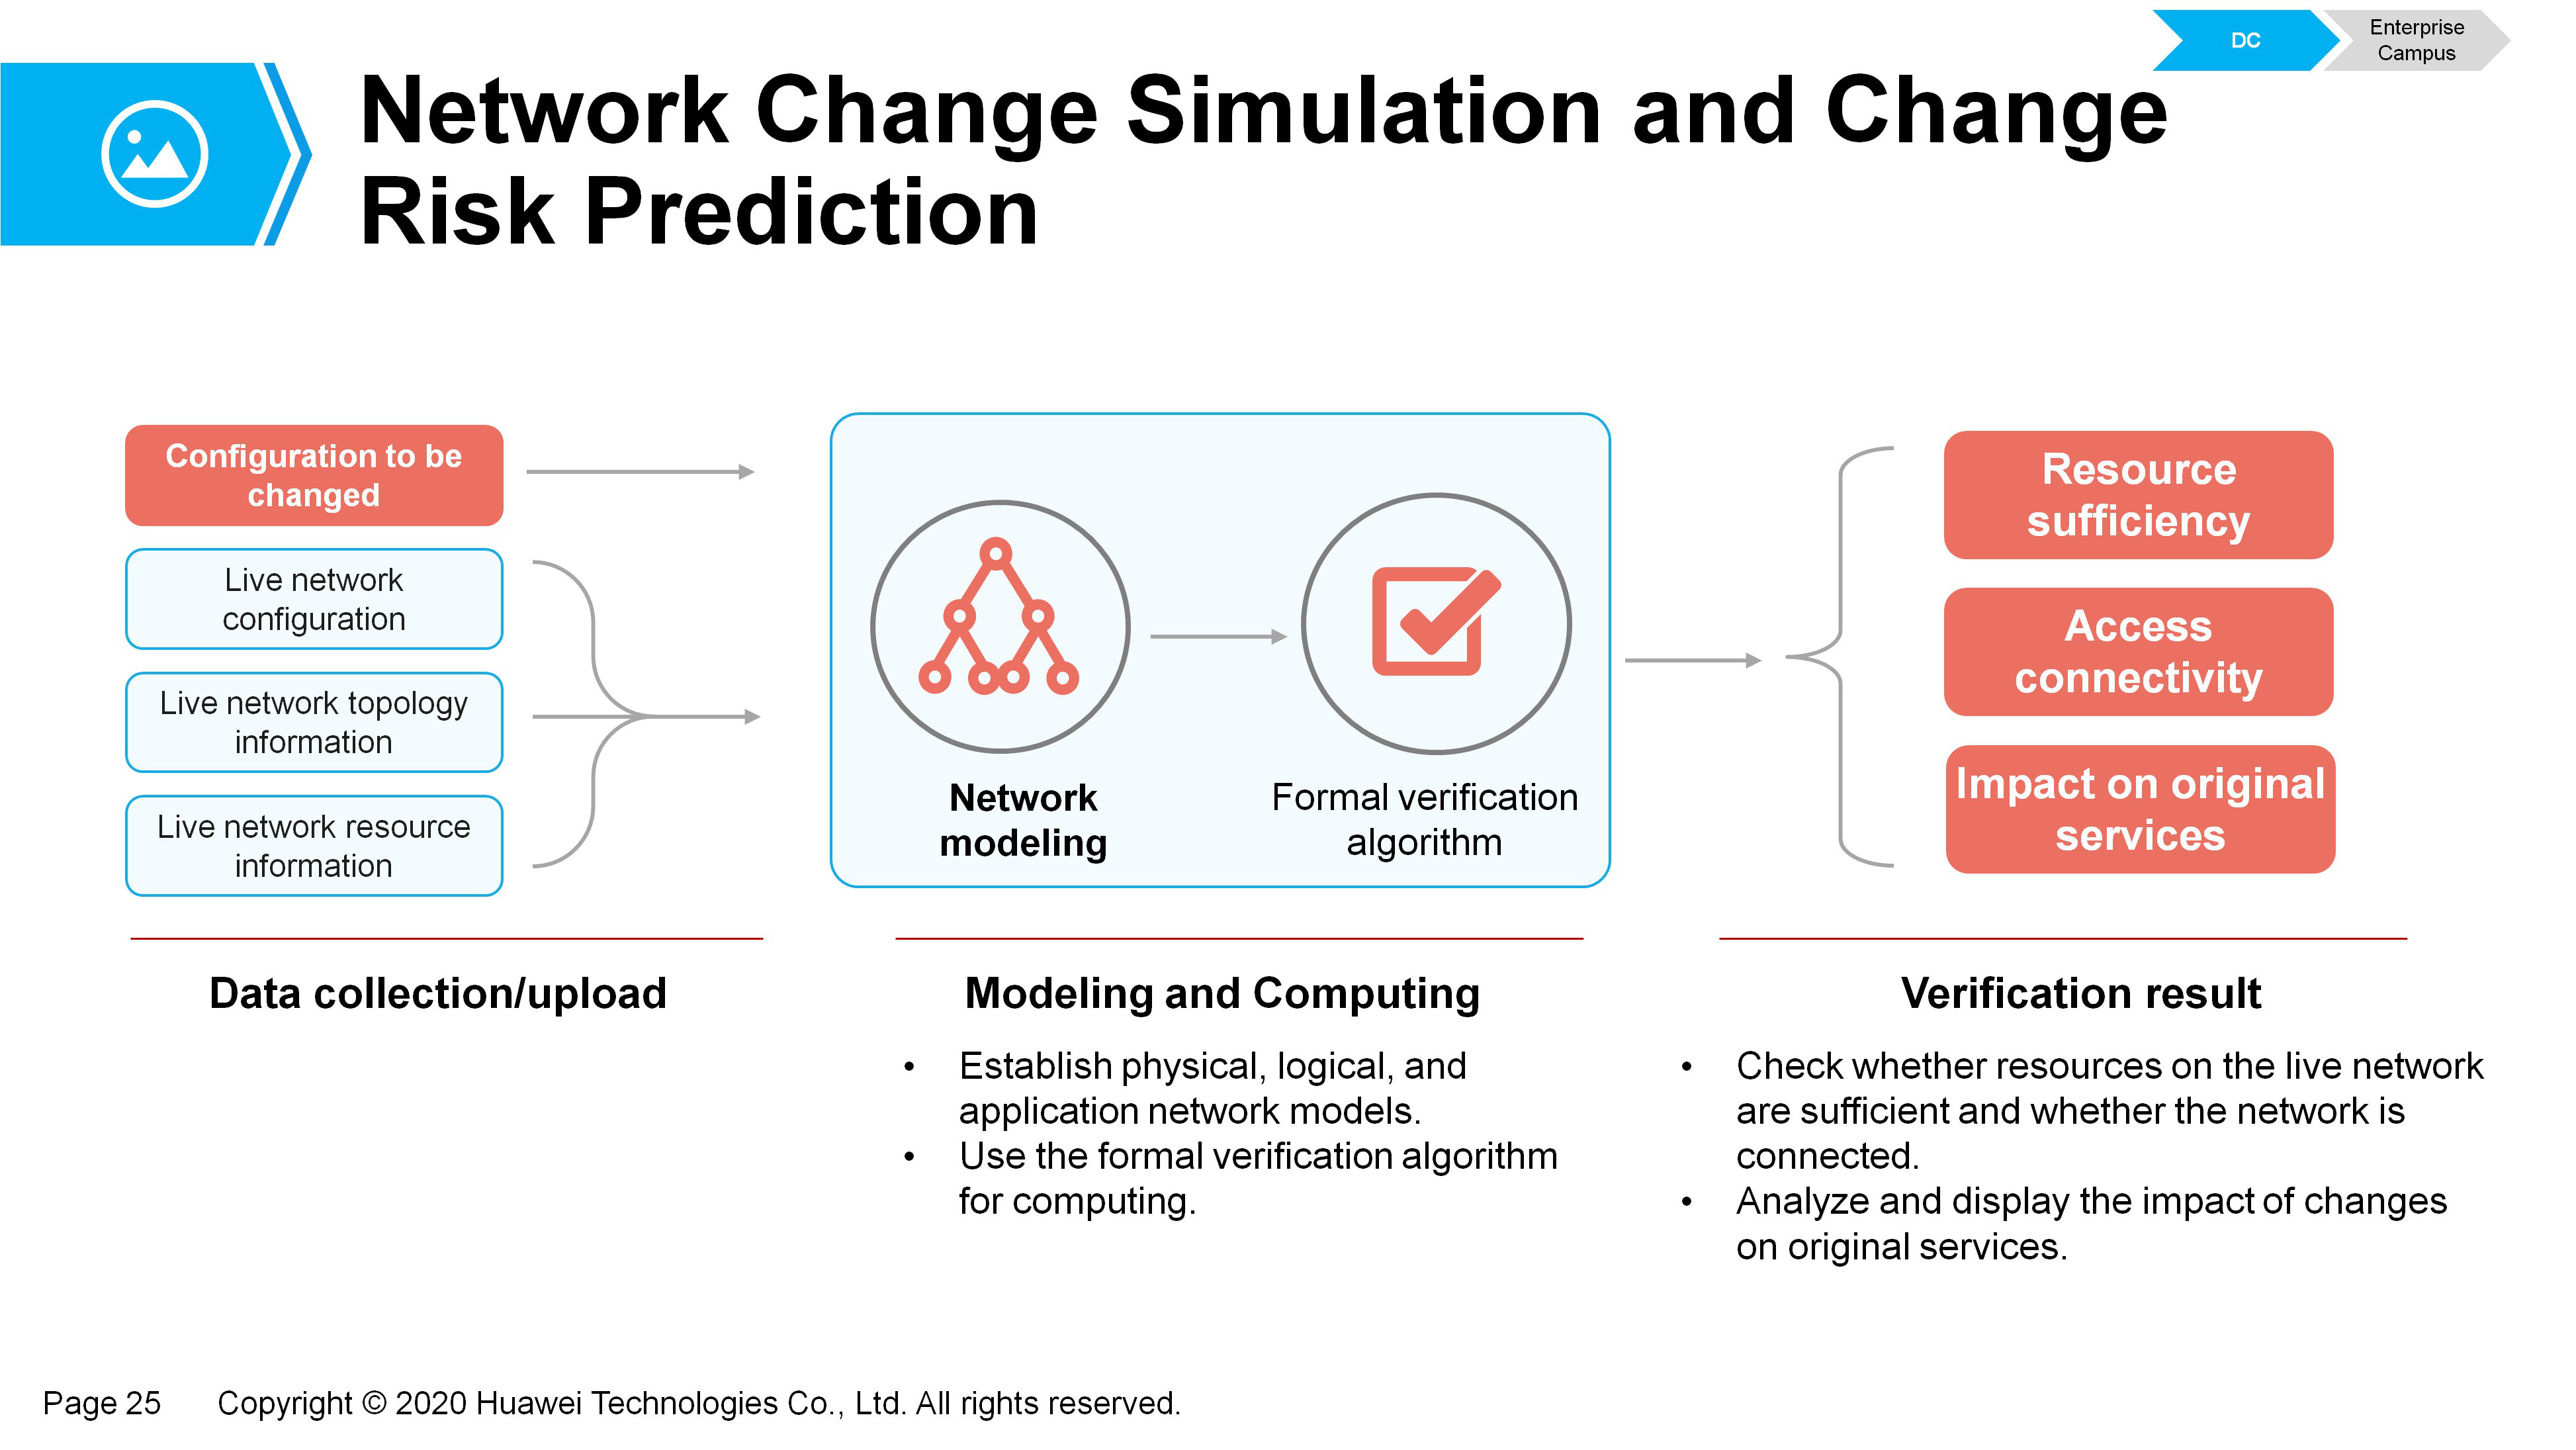 DC
Enterprise
Campus
Network Change Simulation and Change
Risk Prediction
Configuration to be
changed
Live network
configuration
Live network topology
information
Live network resource
information
Network
modeling
Formal verification
algorithm
Resource
sufficiency
Access
connectivity
Impact on original
services
Data collection/upload
Modeling and Computing
• Establish physical, logical, and
application network models.
• Use the formal verification algorithm
for computing.
Verification result
• Check whether resources on the live network
are sufficient and whether the network is
connected.
• Analyze and display the impact of changes
on original services.
Page 25 Copyright © 2020 Huawei Technologies Co., Ltd. All rights reserved.